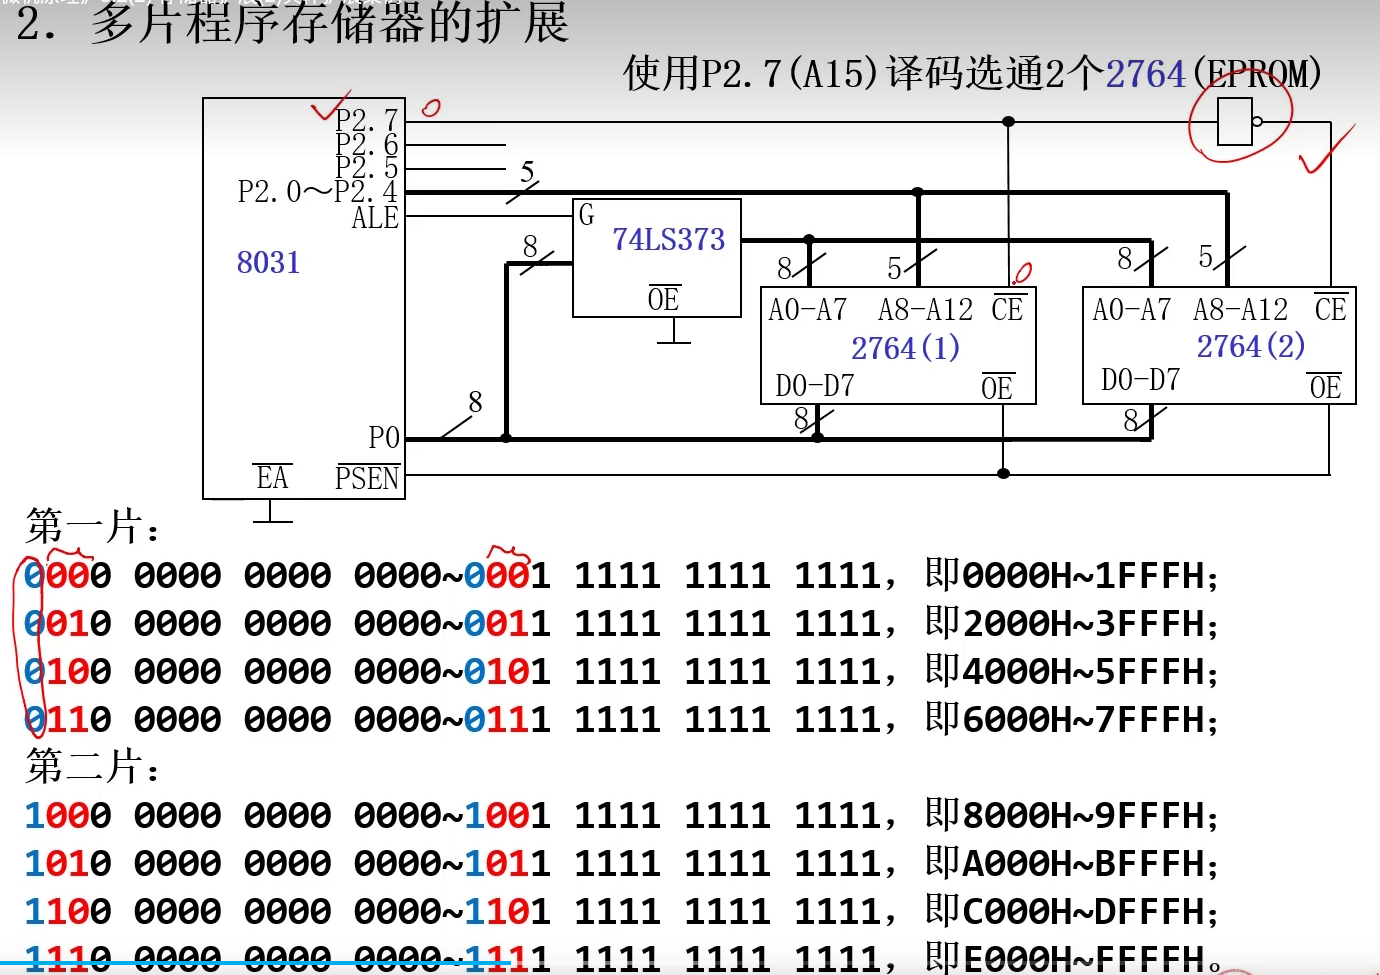 2. 多片程序存储器的扩展
使用P2.7(A15)译码选通2个2764(EPROM)
P2.7
P2.6
P2.5
P2.0～P2.4
ALE
8031
P0
EA
PSEN
5
8
8
G
74LS373
OE
8
5
A0-A7 A8-A12 CE
2764(1)
D0-D7 OE
8
8
5
A0-A7 A8-A12 CE
2764(2)
D0-D7 OE
8
0
0
第一片：
0000 0000 0000 0000~0001 1111 1111 1111，即0000H~1FFFH；
0010 0000 0000 0000~0011 1111 1111 1111，即2000H~3FFFH；
0100 0000 0000 0000~0101 1111 1111 1111，即4000H~5FFFH；
0110 0000 0000 0000~0111 1111 1111 1111，即6000H~7FFFH；
第二片：
1000 0000 0000 0000~1001 1111 1111 1111，即8000H~9FFFH；
1010 0000 0000 0000~1011 1111 1111 1111，即A000H~BFFFH；
1100 0000 0000 0000~1101 1111 1111 1111，即C000H~DFFFH；
1110 0000 0000 0000~1111 1111 1111 1111，即E000H~FFFFH。